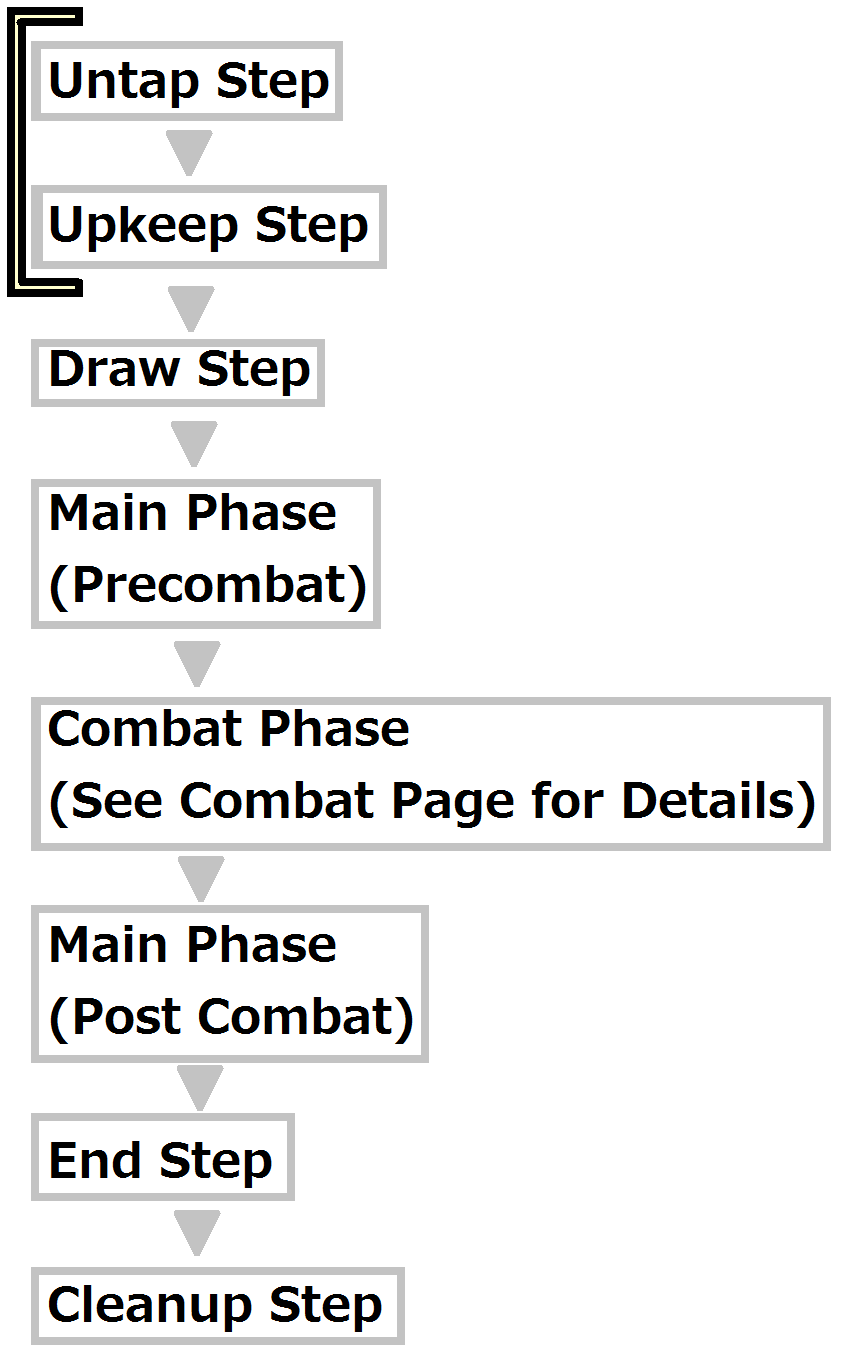 Untap Step
Upkeep Step
Draw Step
Main Phase
(Precombat)
Combat Phase
(See Combat Page for Details)
Main Phase
(Post Combat)
End Step
Cleanup Step